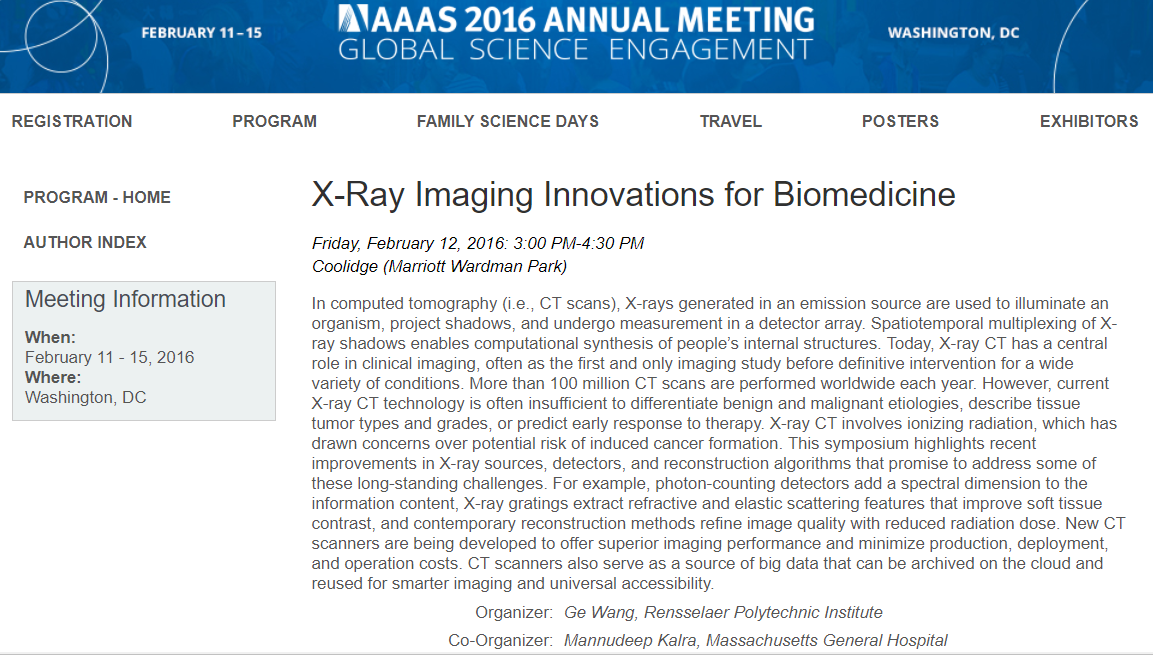 FEBRUARY 11–15
AAAS 2016 ANNUAL MEETING
GLOBAL SCIENCE ENGAGEMENT
WASHINGTON, DC
REGISTRATION
PROGRAM
FAMILY SCIENCE DAYS
TRAVEL
POSTERS
EXHIBITORS
PROGRAM - HOME
AUTHOR INDEX
Meeting Information
When:
February 11 - 15, 2016
Where:
Washington, DC
X-Ray Imaging Innovations for Biomedicine
Friday, February 12, 2016: 3:00 PM-4:30 PM
Coolidge (Marriott Wardman Park)
In computed tomography (i.e., CT scans), X-rays generated in an emission source are used to illuminate an
organism, project shadows, and undergo measurement in a detector array. Spatiotemporal multiplexing of X-
ray shadows enables computational synthesis of people’s internal structures. Today, X-ray CT has a central
role in clinical imaging, often as the first and only imaging study before definitive intervention for a wide
variety of conditions. More than 100 million CT scans are performed worldwide each year. However, current
X-ray CT technology is often insufficient to differentiate benign and malignant etiologies, describe tissue
tumor types and grades, or predict early response to therapy. X-ray CT involves ionizing radiation, which has
drawn concerns over potential risk of induced cancer formation. This symposium highlights recent
improvements in X-ray sources, detectors, and reconstruction algorithms that promise to address some of
these long-standing challenges. For example, photon-counting detectors add a spectral dimension to the
information content, X-ray gratings extract refractive and elastic scattering features that improve soft tissue
contrast, and contemporary reconstruction methods refine image quality with reduced radiation dose. New CT
scanners are being developed to offer superior imaging performance and minimize production, deployment,
and operation costs. CT scanners also serve as a source of big data that can be archived on the cloud and
reused for smarter imaging and universal accessibility.
Organizer: Ge Wang, Rensselaer Polytechnic Institute
Co-Organizer: Mannudeep Kalra, Massachusetts General Hospital